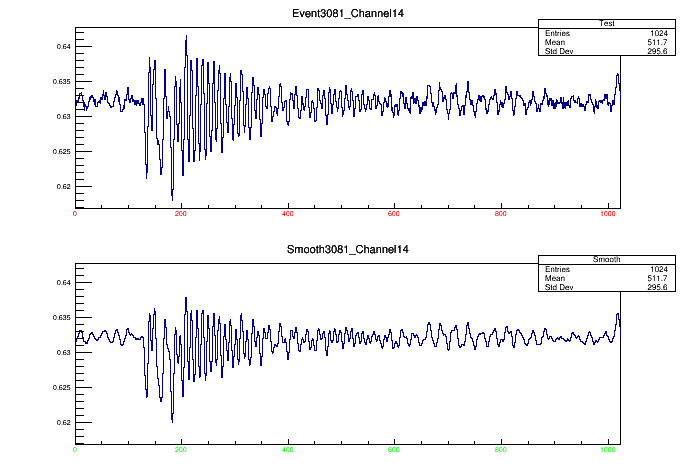 Event3081_Channel14
Test
Entries 1024
Mean 511.7
Std Dev 295.6
0.64
0.635
0.63
0.625
0.62
0 200 400 600 800 1000
Smooth3081_Channel14
Smooth
Entries 1024
Mean 511.7
Std Dev 295.6
0.64
0.635
0.63
0.625
0.62
0 200 400 600 800 1000